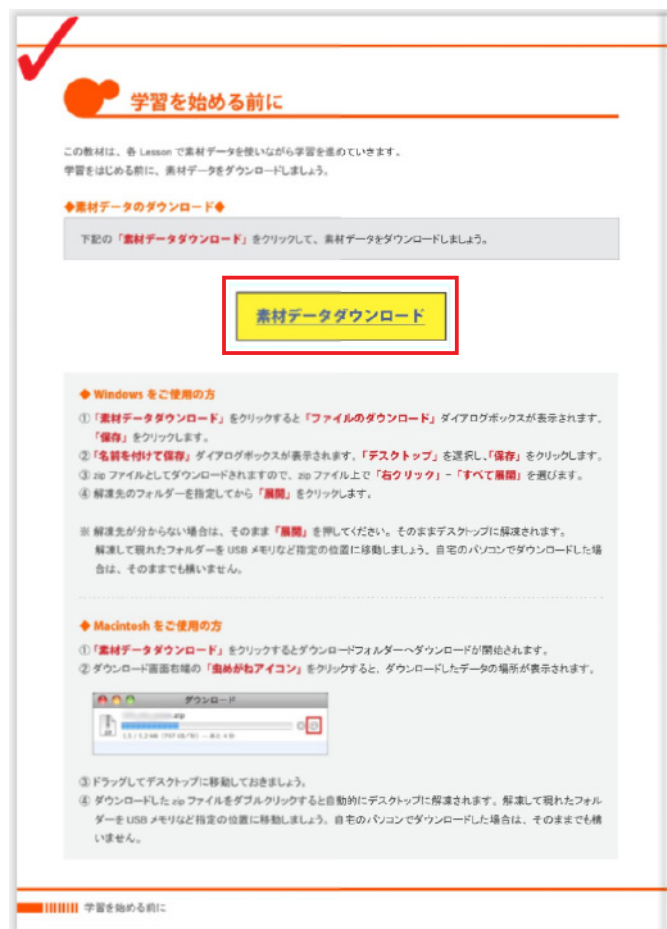 学習を始める前に
この教材は、各 Lesson で素材データを使いながら学習を進めていきます。
学習をはじめる前に、素材データをダウンロードしましょう。
◆素材データのダウンロード◆
下記の「素材データダウンロード」をクリックして、素材データをダウンロードしましょう。
素材データダウンロード
◆ Windows をご使用の方
①「素材データダウンロード」をクリックすると「ファイルのダウンロード」ダイアログボックスが表示されます。
「保存」をクリックします。
②「名前を付けて保存」ダイアログボックスが表示されます。「デスクトップ」を選択し、「保存」をクリックします。
③ zip ファイルとしてダウンロードされますので、zip ファイル上で「右クリック」-「すべて展開」を選びます。
④ 解凍先のフォルダーを指定してから「展開」をクリックします。
※ 解凍先が分からない場合は、そのまま「展開」を押してください。そのままデスクトップに解凍されます。
解凍して現れたフォルダーを USB メモリなど指定の位置に移動しましょう。自宅のパソコンでダウンロードした場
合は、そのままでも構いません。
◆ Macintosh をご使用の方
①「素材データダウンロード」をクリックするとダウンロードフォルダーへダウンロードが開始されます。
② ダウンロード画面右端の「虫めがねアイコン」をクリックすると、ダウンロードしたデータの場所が表示されます。
ダウンロード
.zip
③ ドラッグしてデスクトップに移動しておきましょう。
④ ダウンロードした zip ファイルをダブルクリックすると自動的にデスクトップに解凍されます。解凍して現れたフォル
ダーを USB メモリなど指定の位置に移動しましょう。自宅のパソコンでダウンロードした場合は、そのままでも構
いません。
学習を始める前に